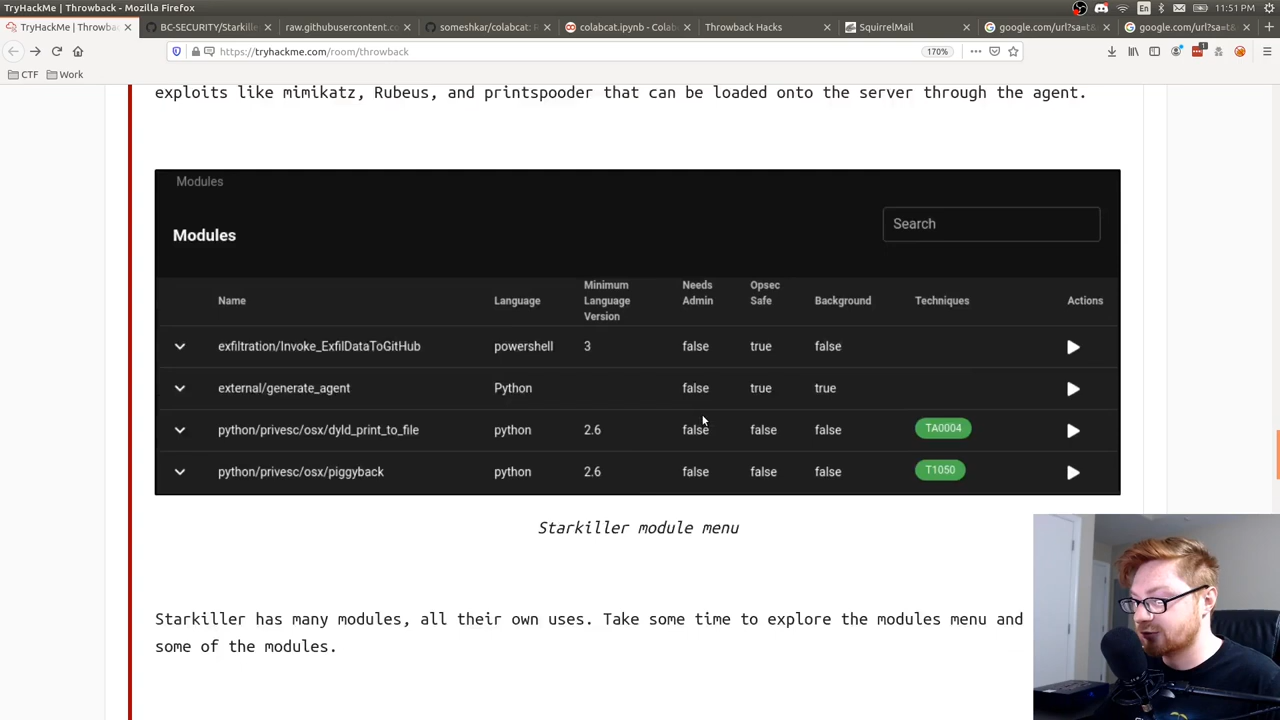 TryHackMe | Throwback - Mozilla Firefox
En
11:51 PM
TryHackMe | Throwb
BC-SECURITY/Starkille
raw.githubusercontent.co
someshkar/colabcat: R
colabcat.ipynb - Colab
Throwback Hacks
SquirrelMail
google.com/url?sa=t&
google.com/url?sa=t&
https://tryhackme.com/room/throwback
170%
CTF
Work
exploits like mimikatz, Rubeus, and printspooder that can be loaded onto the server through the agent.
Modules
Modules
Search
Name Language Minimum Language Version Needs Admin Opsec Safe Background Techniques Actions
exfiltration/Invoke_ExfilDataToGitHub powershell 3 false true false
external/generate_agent Python false true true
python/privesc/osx/dyld_print_to_file python 2.6 false false false TA0004
python/privesc/osx/piggyback python 2.6 false false false T1050
Starkiller module menu
Starkiller has many modules, all their own uses. Take some time to explore the modules menu and
some of the modules.